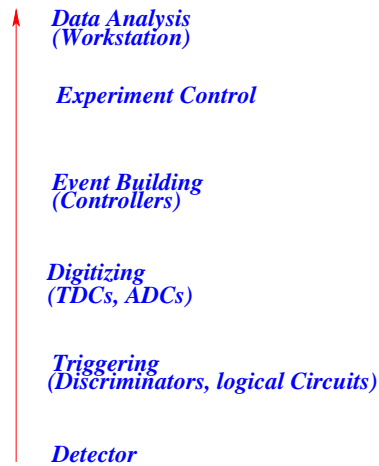 Data Analysis
(Workstation)
Experiment Control
Event Building
(Controllers)
Digitizing
(TDCs, ADCs)
Triggering
(Discriminators, logical Circuits)
Detector